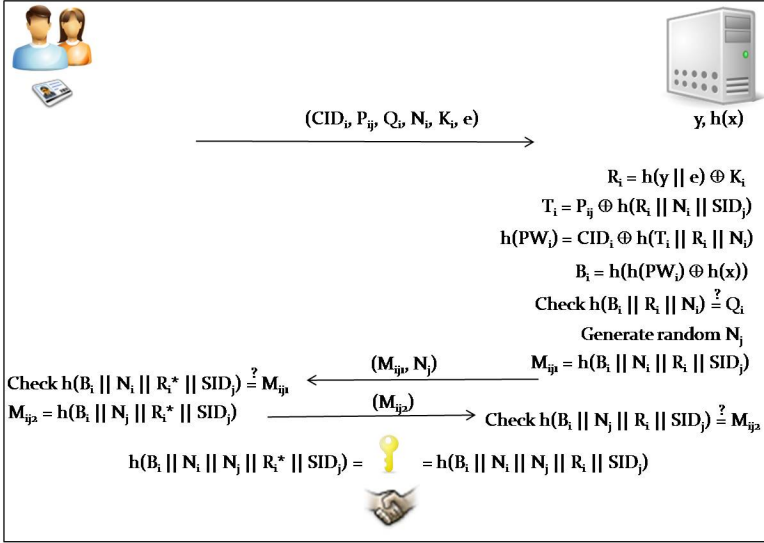 (CIDᵢ, Pᵢⱼ, Qᵢ, Nᵢ, Kᵢ, e)
y, h(x)
Rᵢ = h(y || e) ⊕ Kᵢ
Tᵢ = Pᵢⱼ ⊕ h(Rᵢ || Nᵢ || SIDⱼ)
h(PWᵢ) = CIDᵢ ⊕ h(Tᵢ || Rᵢ || Nᵢ)
Bᵢ = h(h(PWᵢ) ⊕ h(x))
Check h(Bᵢ || Rᵢ || Nᵢ) ≟ Qᵢ
Generate random Nⱼ
Mᵢⱼ₁ = h(Bᵢ || Nᵢ || Rᵢ || SIDⱼ)
(Mᵢⱼ₁, Nⱼ)
Check h(Bᵢ || Nᵢ || Rᵢ* || SIDⱼ) ≟ Mᵢⱼ₁
Mᵢⱼ₂ = h(Bᵢ || Nⱼ || Rᵢ* || SIDⱼ)
(Mᵢⱼ₂)
Check h(Bᵢ || Nⱼ || Rᵢ || SIDⱼ) ≟ Mᵢⱼ₂
h(Bᵢ || Nᵢ || Nⱼ || Rᵢ* || SIDⱼ) = = h(Bᵢ || Nᵢ || Nⱼ || Rᵢ || SIDⱼ)